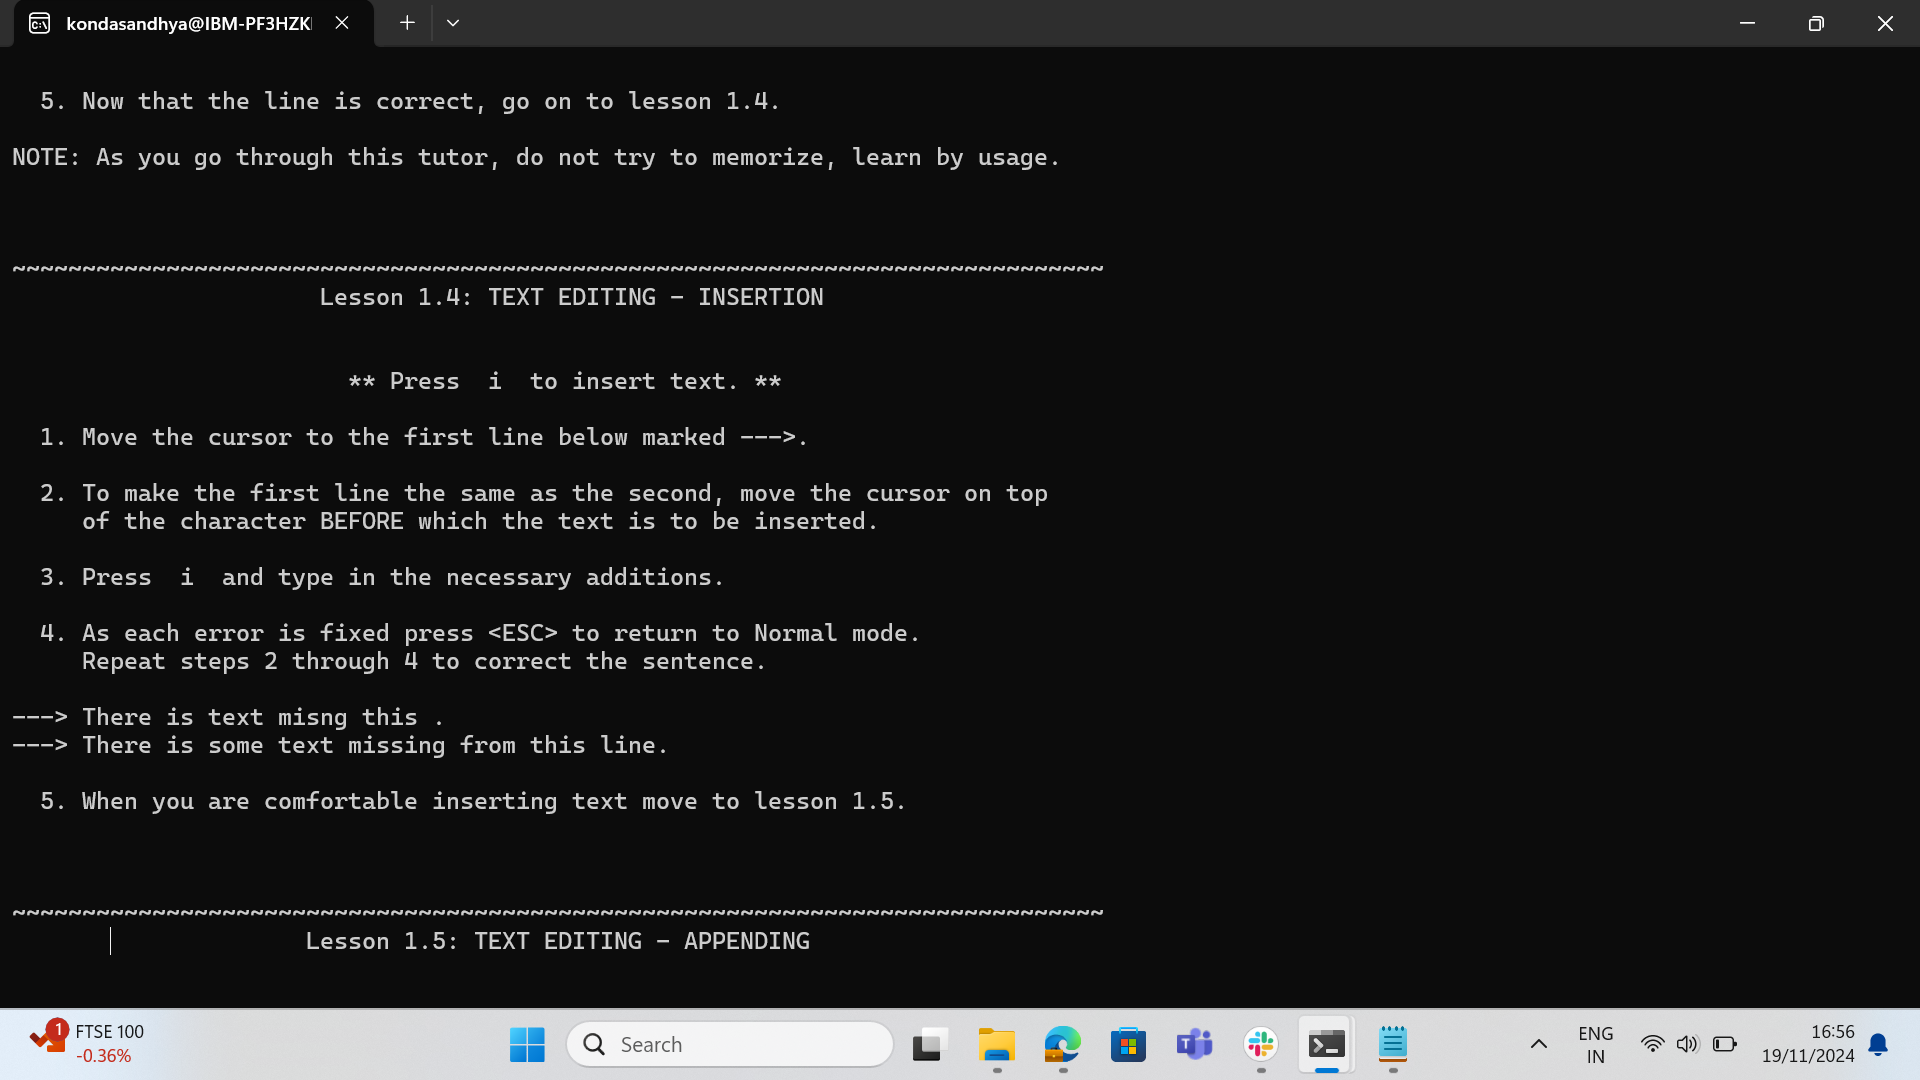 kondasandhya@IBM-PF3HZK
5. Now that the line is correct, go on to lesson 1.4.
NOTE: As you go through this tutor, do not try to memorize, learn by usage.
~~~~~~~~~~~~~~~~~~~~~~~~~~~~~~~~~~~~~~~~~~~~~~~~~~~~~~~~~~~~~~~~~~~~~~~~~~~~~~
Lesson 1.4: TEXT EDITING - INSERTION
** Press  i  to insert text. **
1. Move the cursor to the first line below marked --->.
2. To make the first line the same as the second, move the cursor on top
of the character BEFORE which the text is to be inserted.
3. Press  i  and type in the necessary additions.
4. As each error is fixed press <ESC> to return to Normal mode.
Repeat steps 2 through 4 to correct the sentence.
---> There is text misng this .
---> There is some text missing from this line.
5. When you are comfortable inserting text move to lesson 1.5.
~~~~~~~~~~~~~~~~~~~~~~~~~~~~~~~~~~~~~~~~~~~~~~~~~~~~~~~~~~~~~~~~~~~~~~~~~~~~~~
Lesson 1.5: TEXT EDITING - APPENDING
1
FTSE 100
-0.36%
Search
ENG
IN
16:56
19/11/2024